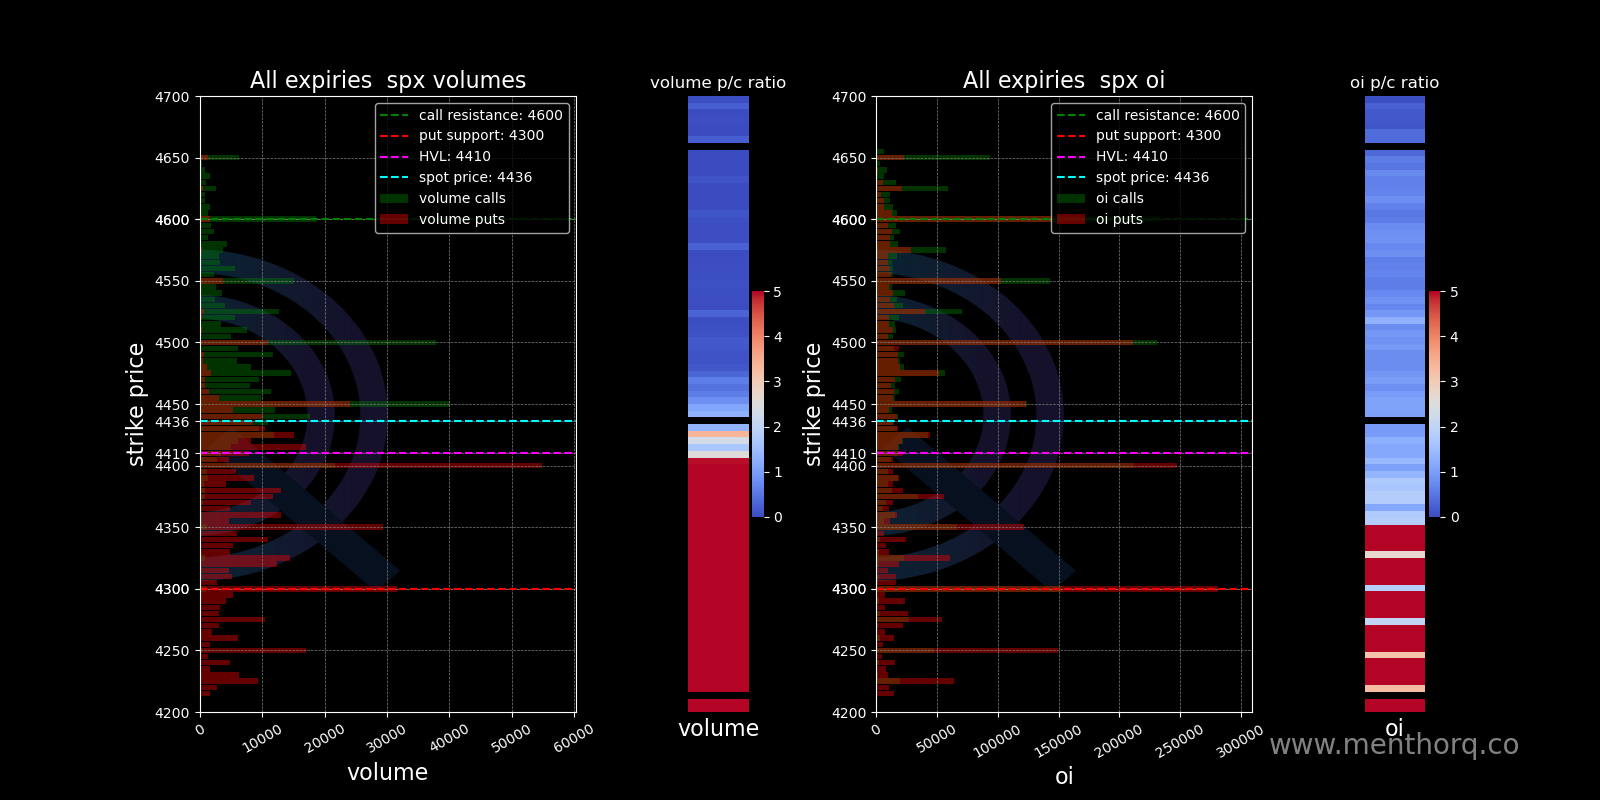 All expiries  spx volumes
volume p/c ratio
All expiries  spx oi
oi p/c ratio
4700
4650
4600
4550
4500
4450
4436
4410
4400
4350
4300
4250
4200
strike price
call resistance: 4600
put support: 4300
HVL: 4410
spot price: 4436
volume calls
volume puts
0
10000
20000
30000
40000
50000
60000
volume
5
4
3
2
1
0
volume
4700
4650
4600
4550
4500
4450
4436
4410
4400
4350
4300
4250
4200
strike price
call resistance: 4600
put support: 4300
HVL: 4410
spot price: 4436
oi calls
oi puts
0
50000
100000
150000
200000
250000
300000
oi
5
4
3
2
1
0
oi
www.menthorq.co